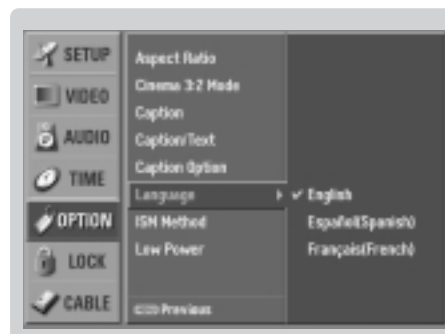 SETUP
VIDEO
AUDIO
TIME
OPTION
LOCK
CABLE
Aspect Ratio
Cinema 3:2 Mode
Caption
Caption/Text
Caption Option
Language
ISM Method
Low Power
Previous
English
Español(Spanish)
Français(French)